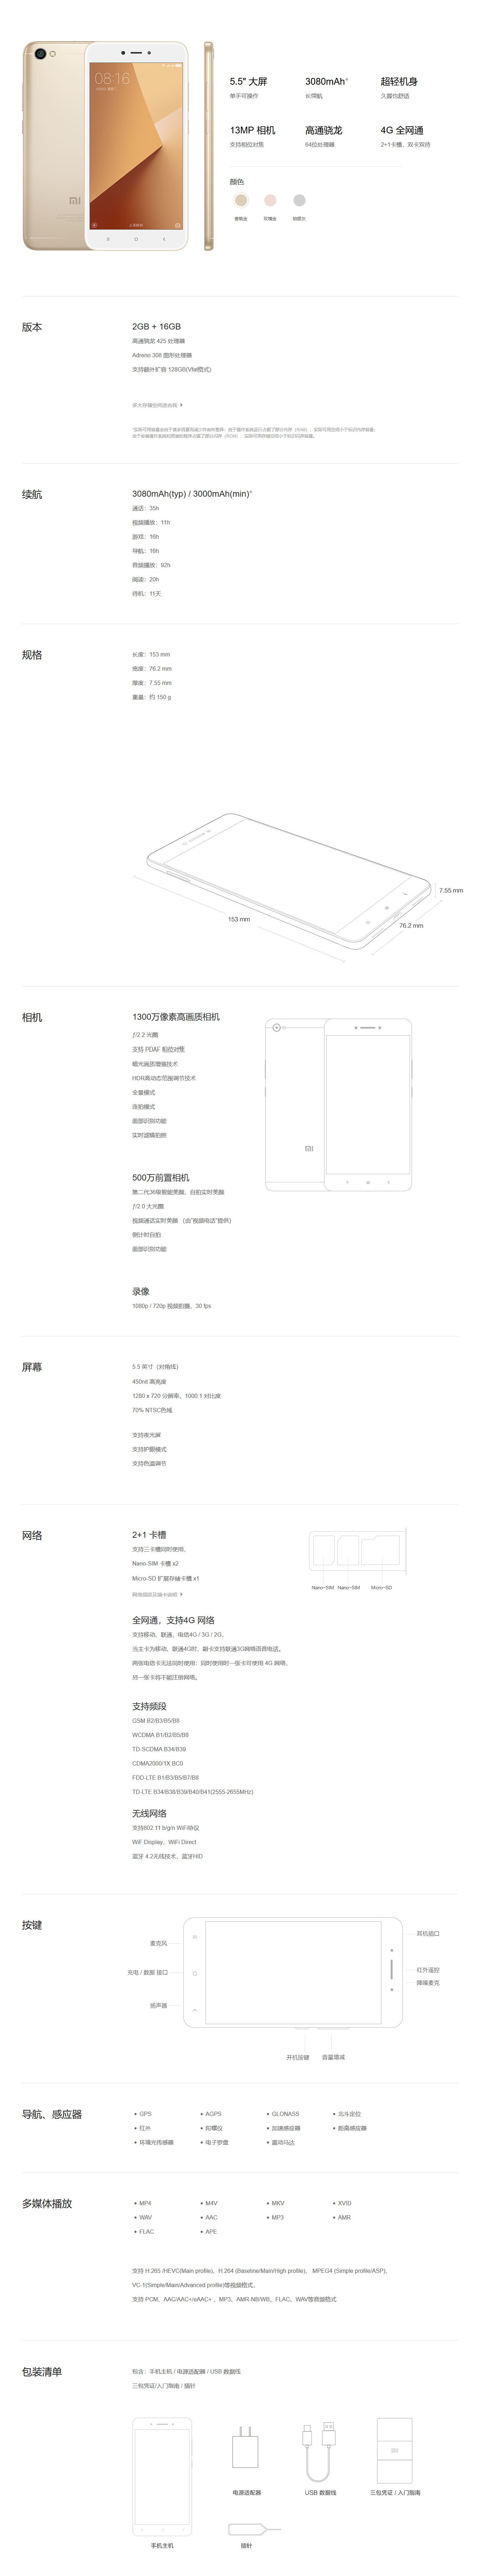 08:16
mi
5.5" 大屏
单手可操作
3080mAh*
长续航
超轻机身
久握也舒适
13MP 相机
支持相位对焦
高通骁龙
64位处理器
4G 全网通
2+1卡槽，双卡双待
颜色
香槟金
玫瑰金
铂银灰
版本
2GB + 16GB
高通骁龙 425 处理器
Adreno 308 图形处理器
支持额外扩容 128GB(Vfat格式)
多大存储空间适合我
续航
3080mAh(typ) / 3000mAh(min)*
通话：35h
视频播放：11h
游戏：16h
导航：16h
音频播放：92h
阅读：20h
待机：11天
规格
长度：153 mm
宽度：76.2 mm
厚度：7.55 mm
重量：约 150 g
7.55 mm
153 mm
76.2 mm
相机
1300万像素高画质相机
ƒ/2.2 光圈
支持 PDAF 相位对焦
暗光画质增强技术
HDR高动态范围调节技术
全景模式
连拍模式
面部识别功能
实时滤镜拍照
mi
500万前置相机
第二代36级智能美颜，自拍实时美颜
ƒ/2.0 大光圈
视频通话实时美颜 （由"视频电话"提供）
倒计时自拍
面部识别功能
录像
1080p / 720p 视频拍摄，30 fps
屏幕
5.5 英寸（对角线）
450nit 高亮度
1280 x 720 分辨率，1000:1 对比度
70% NTSC色域
支持夜光屏
支持护眼模式
支持色温调节
网络
2+1 卡槽
支持三卡槽同时使用，
Nano-SIM 卡槽 x2
Micro-SD 扩展存储卡槽 x1
网络频段及插卡说明
Nano-SIM
Nano-SIM
Micro-SD
全网通，支持4G 网络
支持移动、联通、电信4G / 3G / 2G，
当主卡为移动、联通4G时，副卡支持联通3G网络语音电话。
两张电信卡无法同时使用：同时使用时一张卡可使用 4G 网络，
另一张卡将不能注册网络。
支持频段
GSM B2/B3/B5/B8
WCDMA B1/B2/B5/B8
TD-SCDMA B34/B39
CDMA2000/1X BC0
FDD-LTE B1/B3/B5/B7/B8
TD-LTE B34/B38/B39/B40/B41(2555-2655MHz)
无线网络
支持802.11 b/g/n WiFi协议
WiF Display、WiFi Direct
蓝牙 4.2无线技术、蓝牙HID
按键
麦克风
充电 / 数据 接口
扬声器
耳机插口
红外遥控
降噪麦克
开机按键
音量增减
导航、感应器
GPS
AGPS
GLONASS
北斗定位
红外
陀螺仪
加速感应器
距离感应器
环境光传感器
电子罗盘
震动马达
多媒体播放
MP4
M4V
MKV
XVID
WAV
AAC
MP3
AMR
FLAC
APE
支持 H.265 /HEVC(Main profile)、H.264 (Baseline/Main/High profile)、 MPEG4 (Simple profile/ASP)、
VC-1(Simple/Main/Advanced profile)等视频格式，
支持 PCM、AAC/AAC+/eAAC+ 、MP3、AMR-NB/WB、FLAC、WAV等音频格式
包装清单
包含：手机主机 / 电源适配器 / USB 数据线
三包凭证/入门指南 / 插针
电源适配器
USB 数据线
mi
三包凭证 / 入门指南
手机主机
插针